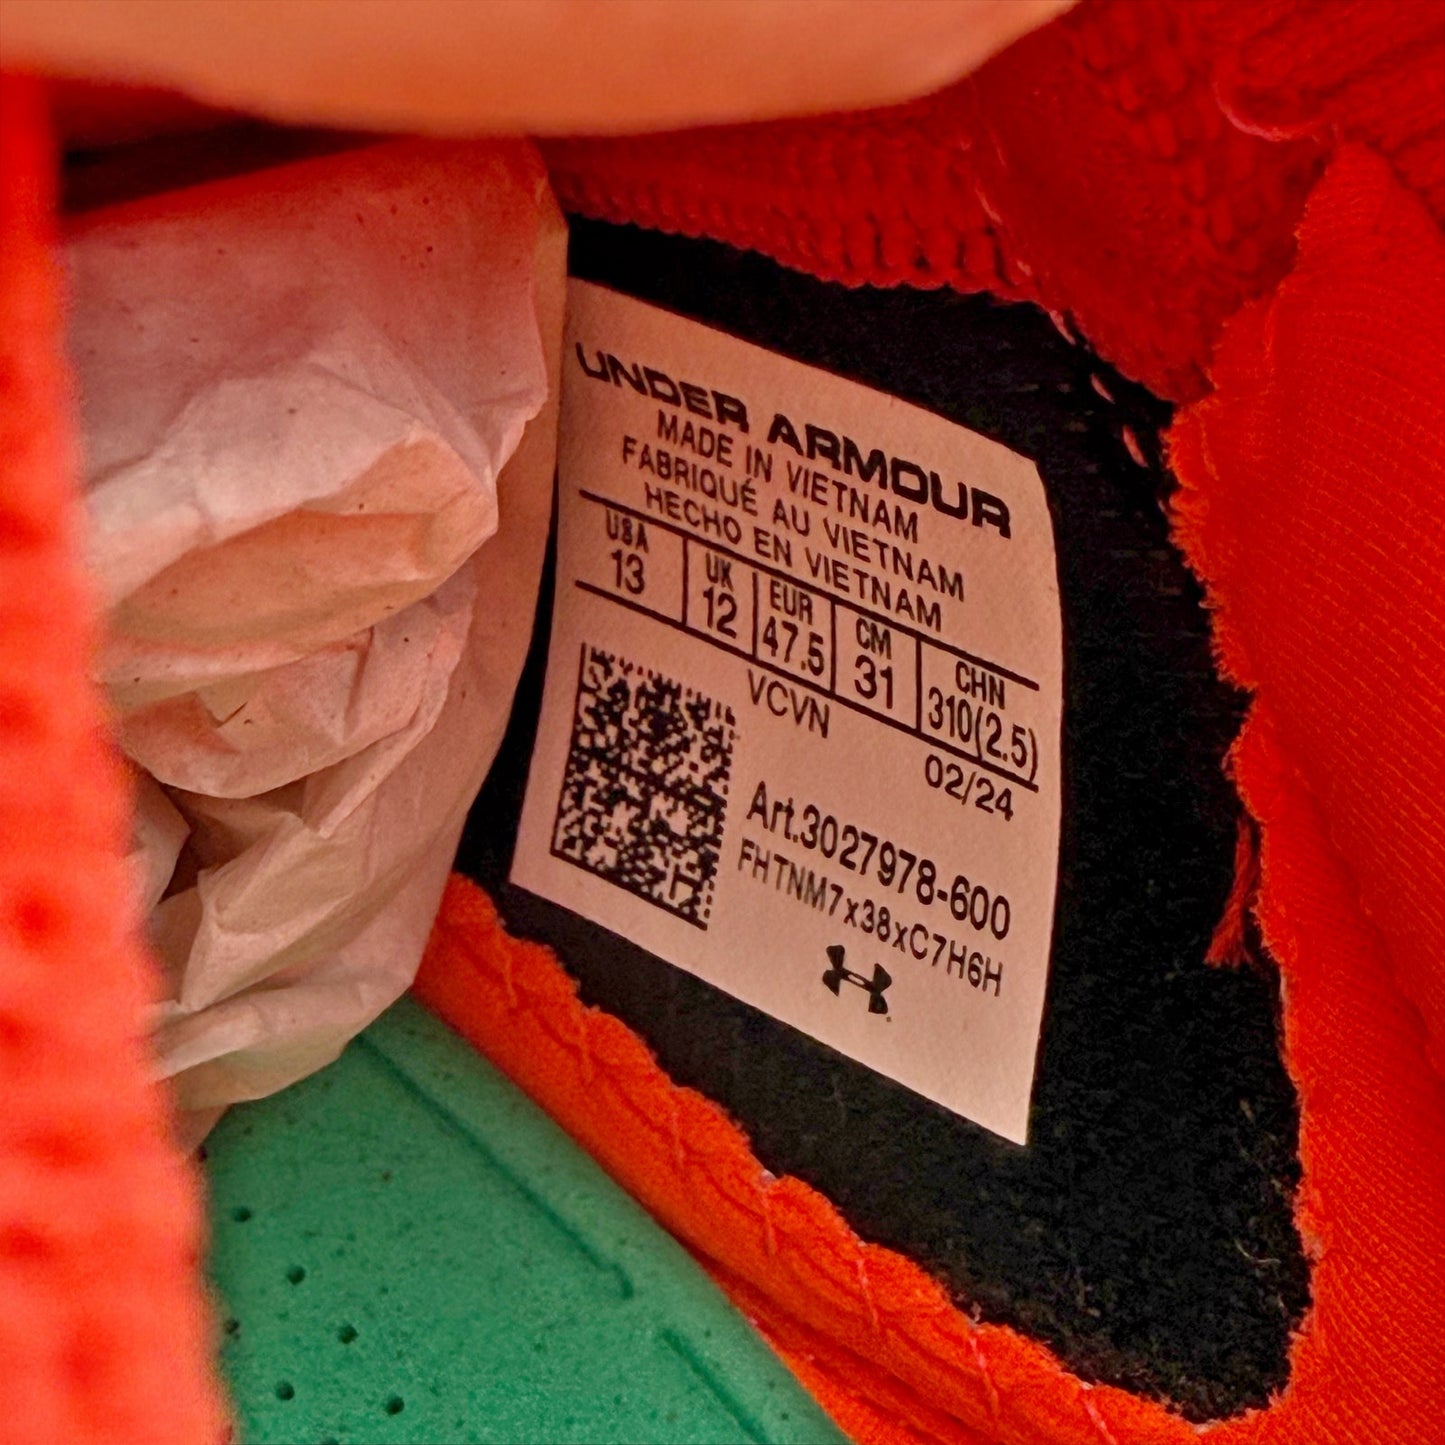 UNDER ARMOUR
MADE IN VIETNAM
FABRIQUÉ AU VIETNAM
HECHO EN VIETNAM
USA UK EUR CM CHN
13 12 47.5 31 310(2.5)
VCVN 02/24
Art.3027978-600
FHTNM7x38xC7H6H